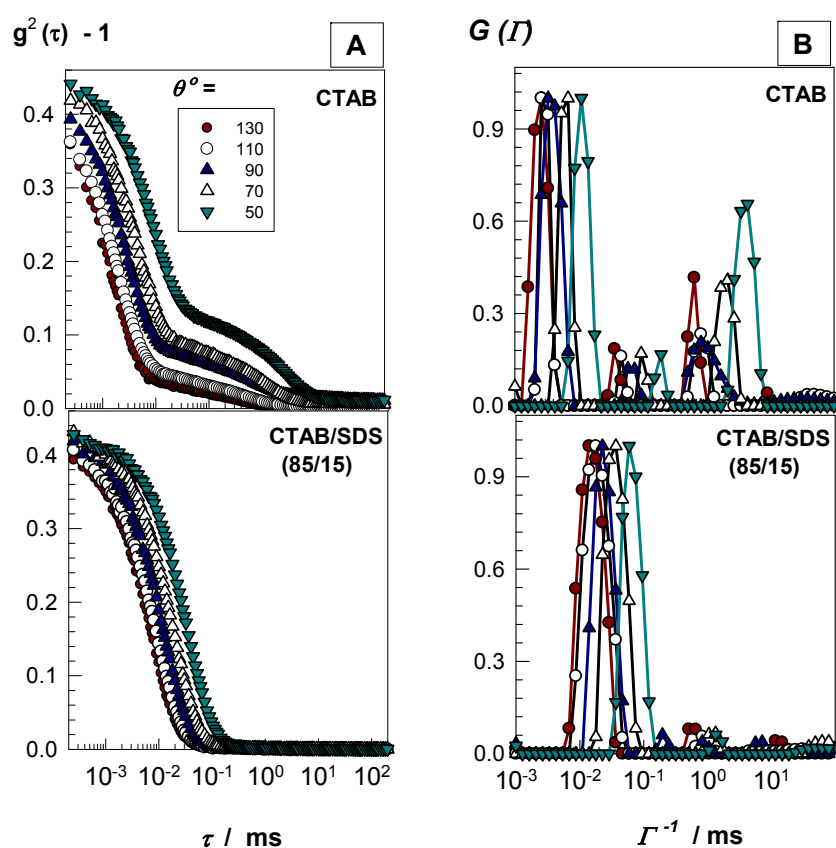 g² (τ) - 1
A
CTAB
θ° =
130
110
90
70
50
0.4
0.3
0.2
0.1
0.0
CTAB/SDS
(85/15)
0.4
0.3
0.2
0.1
0.0
10⁻³ 10⁻² 10⁻¹ 10⁰ 10¹ 10²
τ / ms
G (Γ)
B
CTAB
0.9
0.6
0.3
0.0
CTAB/SDS
(85/15)
0.9
0.6
0.3
0.0
10⁻³ 10⁻² 10⁻¹ 10⁰ 10¹
Γ ⁻¹ / ms